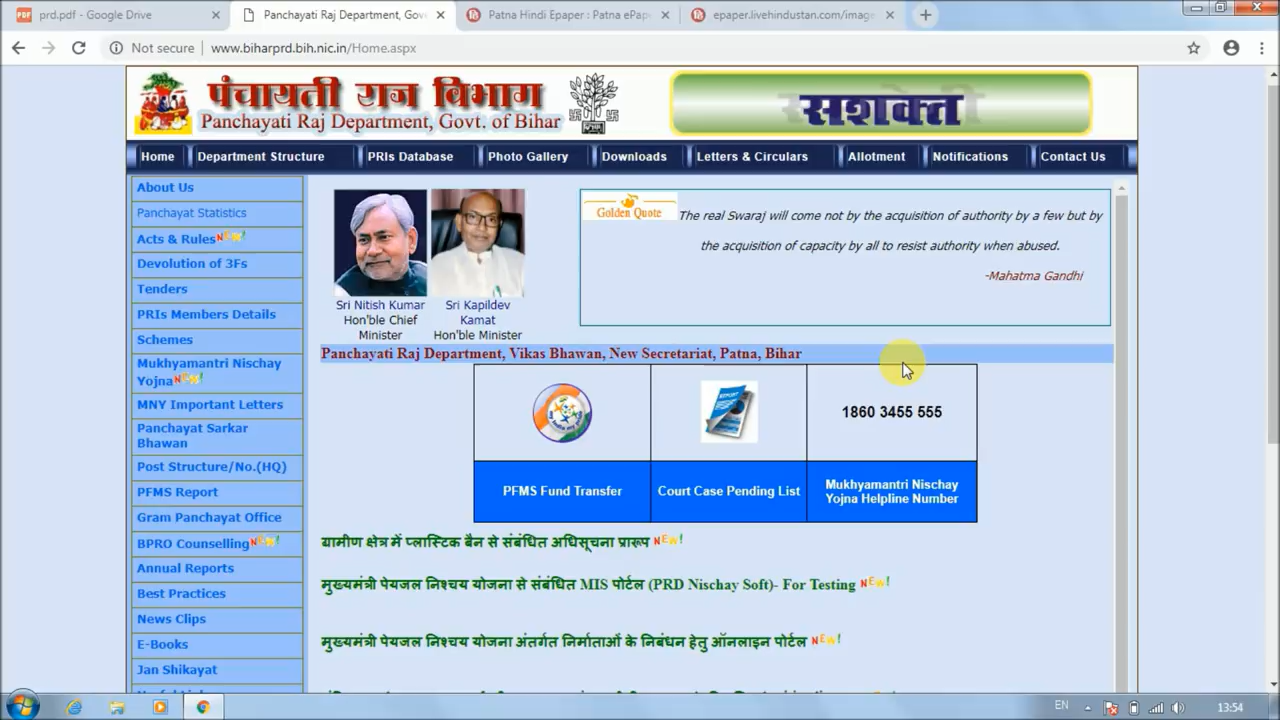 prd.pdf - Google Drive
Panchayati Raj Department, Gove
Patna Hindi Epaper : Patna ePape
epaper.livehindustan.com/image
Not secure
www.biharprd.bih.nic.in/Home.aspx
पंचायती राज विभाग
Panchayati Raj Department, Govt. of Bihar
सशक्त
Home
Department Structure
PRIs Database
Photo Gallery
Downloads
Letters & Circulars
Allotment
Notifications
Contact Us
About Us
Panchayat Statistics
Acts & Rules NEW!
Devolution of 3Fs
Tenders
PRIs Members Details
Schemes
Mukhyamantri Nischay
Yojna NEW!
MNY Important Letters
Panchayat Sarkar
Bhawan
Post Structure/No.(HQ)
PFMS Report
Gram Panchayat Office
BPRO Counselling NEW!
Annual Reports
Best Practices
News Clips
E-Books
Jan Shikayat
Sri Nitish Kumar
Hon'ble Chief
Minister
Sri Kapildev
Kamat
Hon'ble Minister
Golden Quote
The real Swaraj will come not by the acquisition of authority by a few but by
the acquisition of capacity by all to resist authority when abused.
-Mahatma Gandhi
Panchayati Raj Department, Vikas Bhawan, New Secretariat, Patna, Bihar
REPORT
1860 3455 555
PFMS Fund Transfer
Court Case Pending List
Mukhyamantri Nischay
Yojna Helpline Number
ग्रामीण क्षेत्र में प्लास्टिक बैन से संबंधित अधिसूचना प्रारूप NEW!
मुख्यमंत्री पेयजल निश्चय योजना से संबंधित MIS पोर्टल (PRD Nischay Soft)- For Testing NEW!
मुख्यमंत्री पेयजल निश्चय योजना अंतर्गत निर्माताओं के निबंधन हेतु ऑनलाइन पोर्टल NEW!
EN
13:54